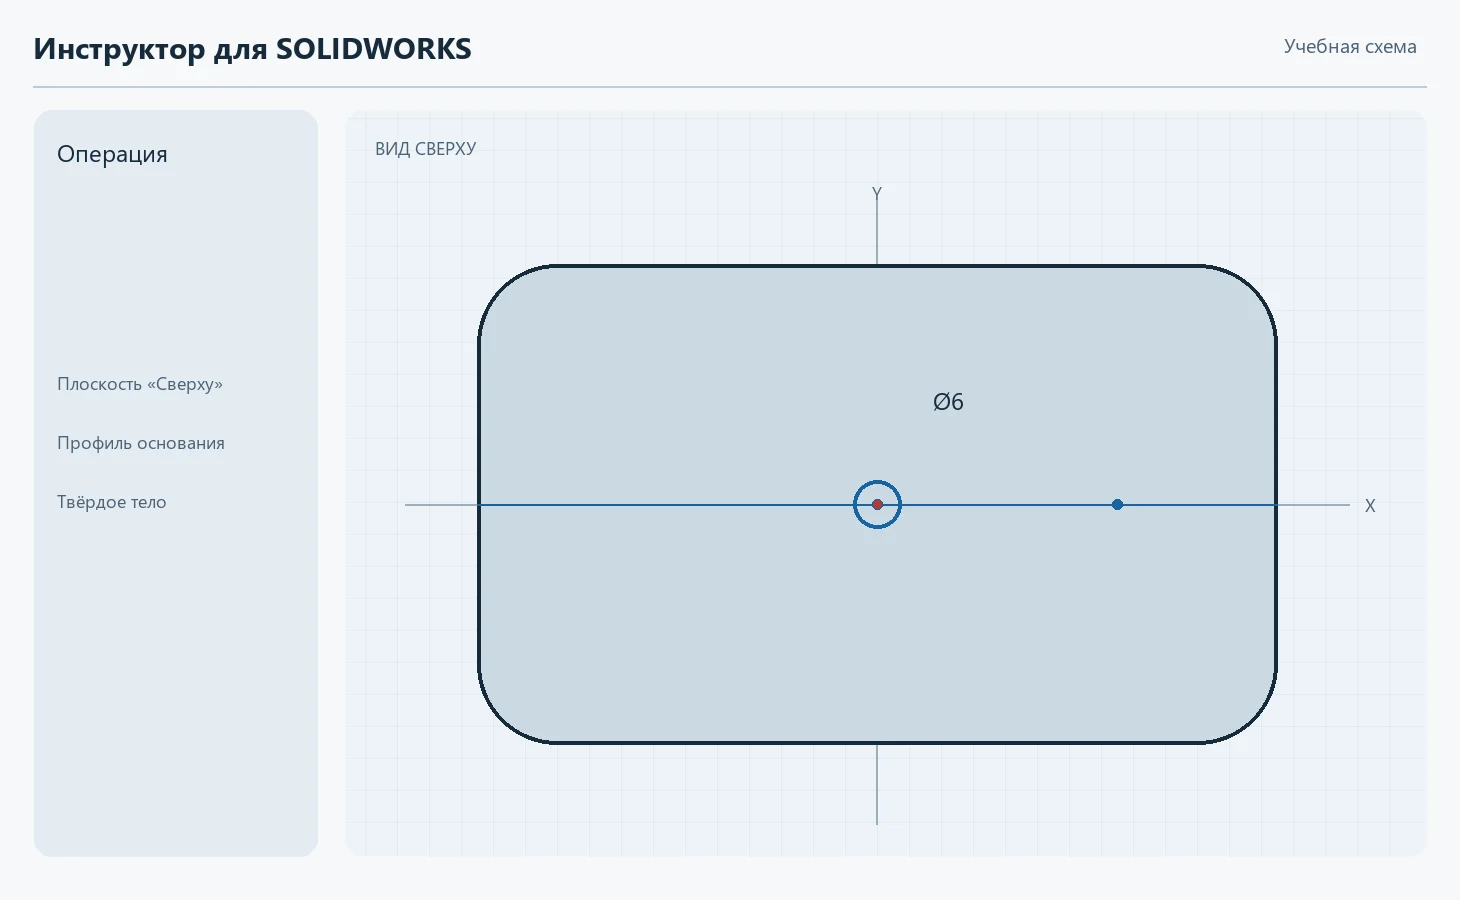 Инструктор для SOLIDWORKS
Учебная схема
Операция
Плоскость «Сверху»
Профиль основания
Твёрдое тело
ВИД СВЕРХУ
Y
Ø6
X